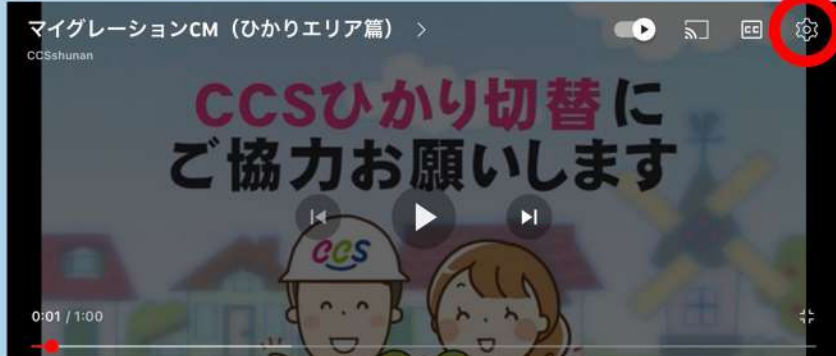 マイグレーションCM（ひかりエリア篇）
CC
CCSshunan
CCSひかり切替に
ご協力お願いします
CCS
0:01 / 1:00